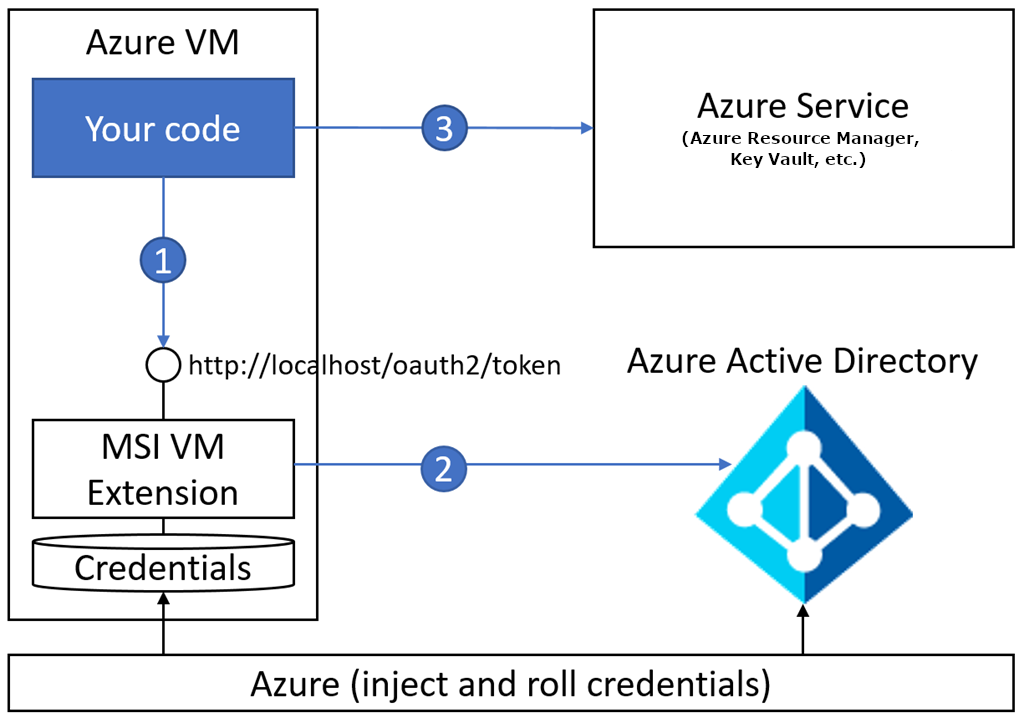 Azure VM
Your code
3
Azure Service
(Azure Resource Manager,
Key Vault, etc.)
1
http://localhost/oauth2/token
Azure Active Directory
MSI VM
Extension
2
Credentials
Azure (inject and roll credentials)